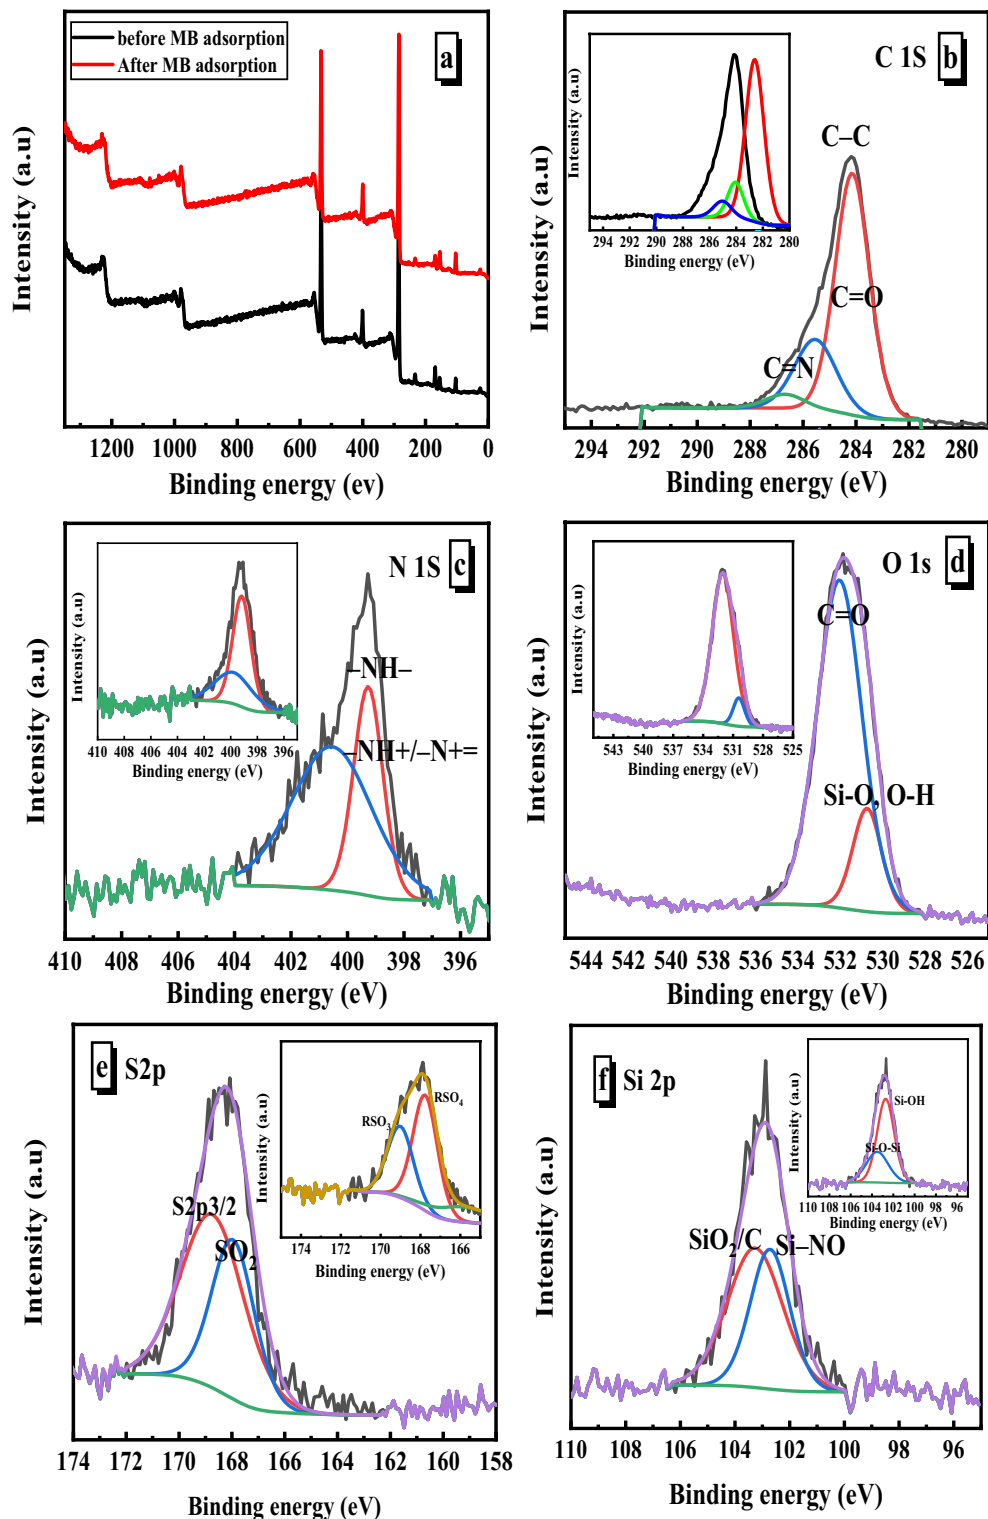 before MB adsorption
After MB adsorption
a
Intensity (a.u)
1200 1000 800 600 400 200 0
Binding energy (ev)
C 1S b
C–C
C=O
C=N
Intensity (a.u)
294 292 290 288 286 284 282 280
Binding energy (eV)
Intensity (a.u)
294 292 290 288 286 284 282 280
Binding energy (eV)
N 1S c
–NH–
–NH+/–N+=
Intensity (a.u)
410 408 406 404 402 400 398 396
Binding energy (eV)
Intensity (a.u)
410 408 406 404 402 400 398 396
Binding energy (eV)
O 1s d
C=O
Si-O, O-H
Intensity (a.u)
543 540 537 534 531 528 525
Binding energy (eV)
Intensity (a.u)
544 542 540 538 536 534 532 530 528 526
Binding energy (eV)
e S2p
S2p3/2
SO2
RSO3
RSO4
Intensity (a.u)
174 172 170 168 166
Binding energy (eV)
Intensity (a.u)
174 172 170 168 166 164 162 160 158
Binding energy (eV)
f Si 2p
SiO2/C
Si–NO
Si-OH
Si-O-Si
Intensity (a.u)
110 108 106 104 102 100 98 96
Binding energy (eV)
Intensity (a.u)
110 108 106 104 102 100 98 96
Binding energy (eV)